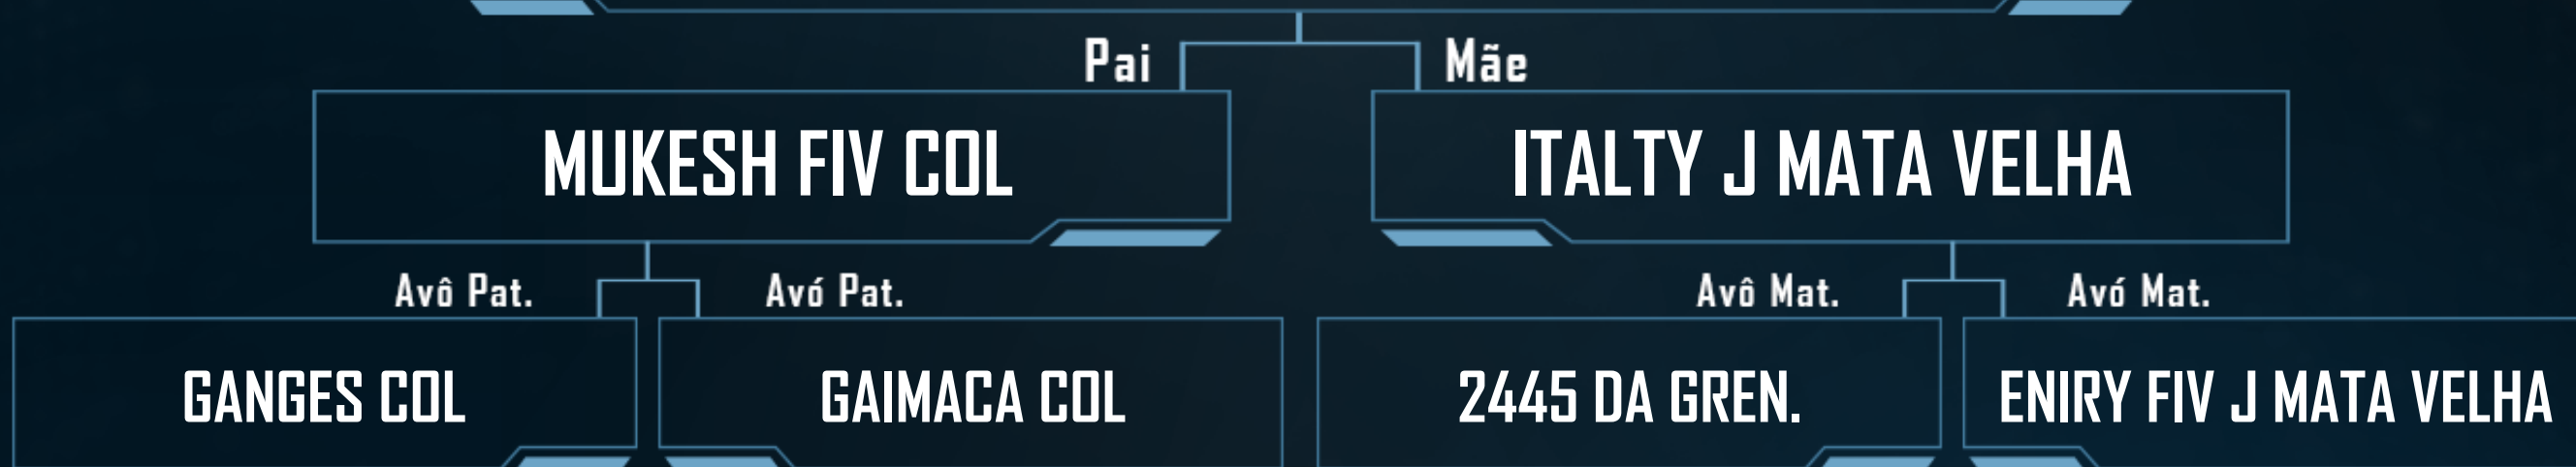 Pai Mãe
MUKESH FIV COL ITALTY J MATA VELHA
Avô Pat. Avó Pat. Avô Mat. Avó Mat.
GANGES COL GAIMACA COL 2445 DA GREN. ENIRY FIV J MATA VELHA